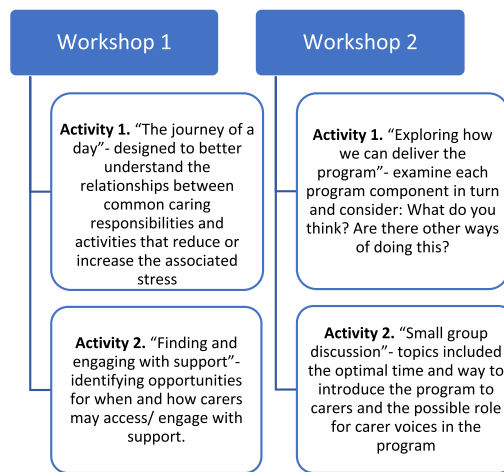 Workshop 1
Activity 1. “The journey of a
day”- designed to better
understand the
relationships between
common caring
responsibilities and
activities that reduce or
increase the associated
stress
Activity 2. “Finding and
engaging with support”-
identifying opportunities
for when and how carers
may access/ engage with
support.
Workshop 2
Activity 1. “Exploring how
we can deliver the
program”- examine each
program component in turn
and consider: What do you
think? Are there other ways
of doing this?
Activity 2. “Small group
discussion”- topics included
the optimal time and way to
introduce the program to
carers and the possible role
for carer voices in the
program